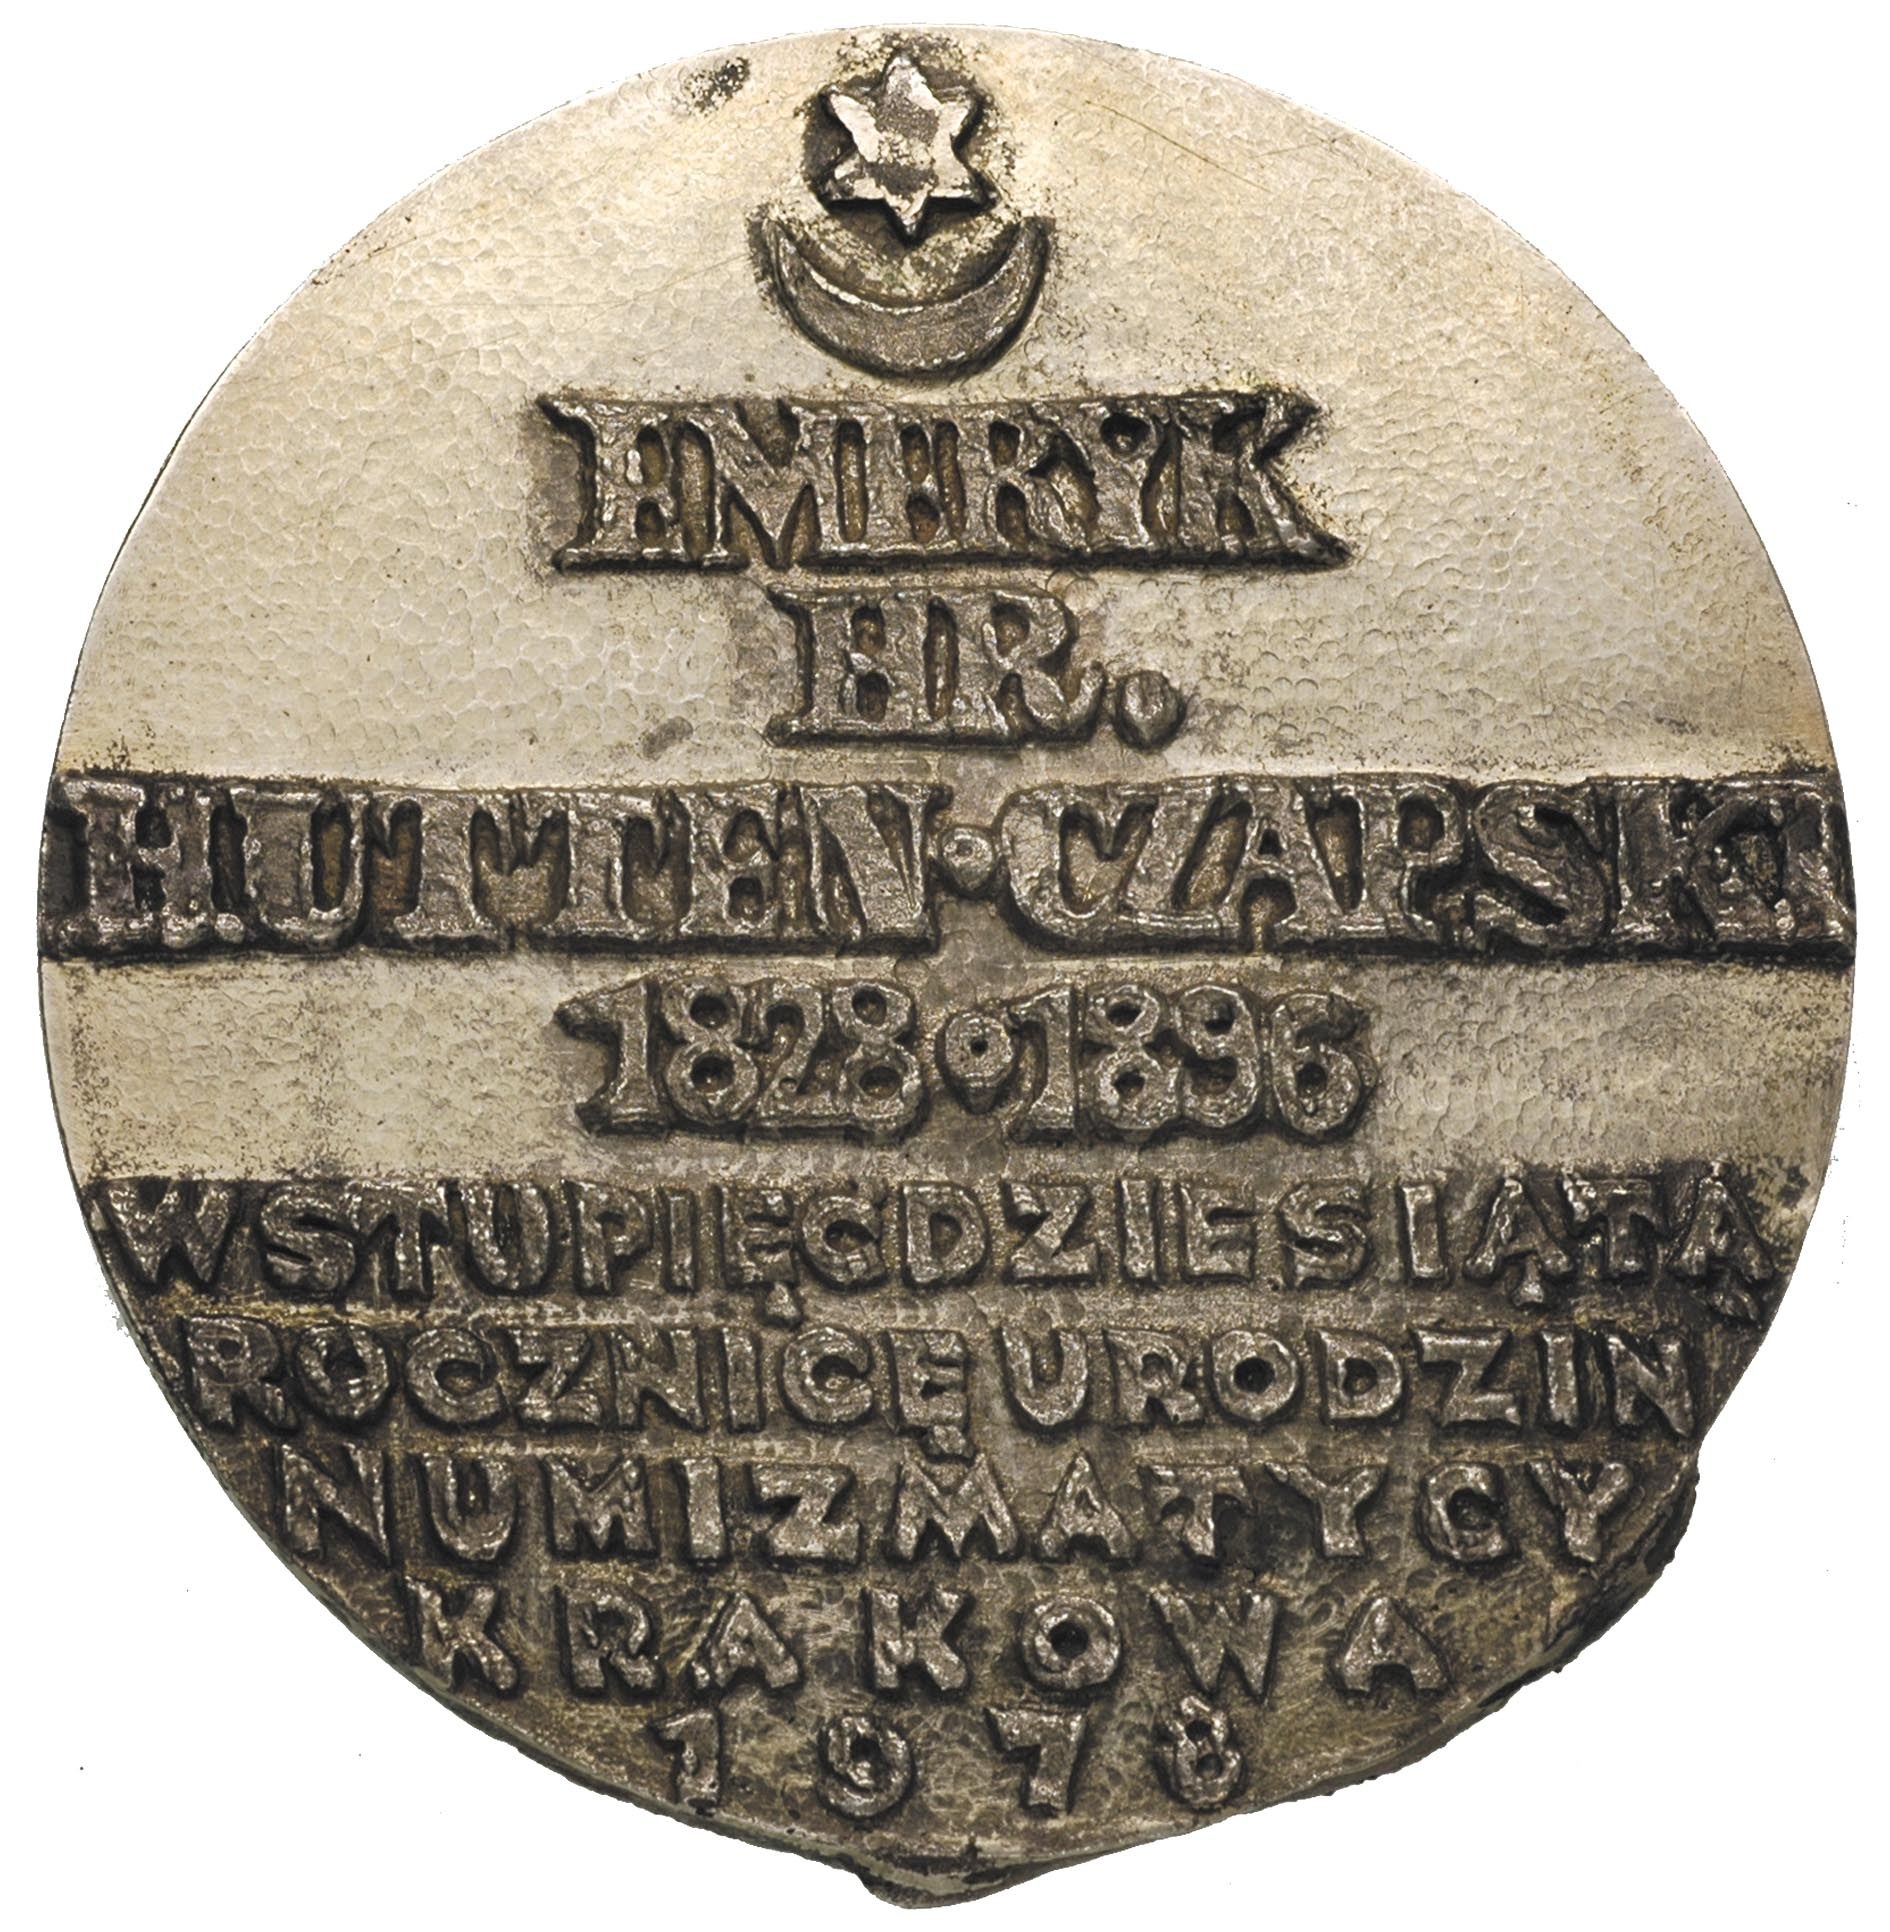 EMERYK
HR.
HUTTEN·CZAPSKI
1828·1896
W STUPIĘĆDZIESIĄTĄ
ROCZNICĘ URODZIN
NUMIZMATYCY
KRAKOWA
1978